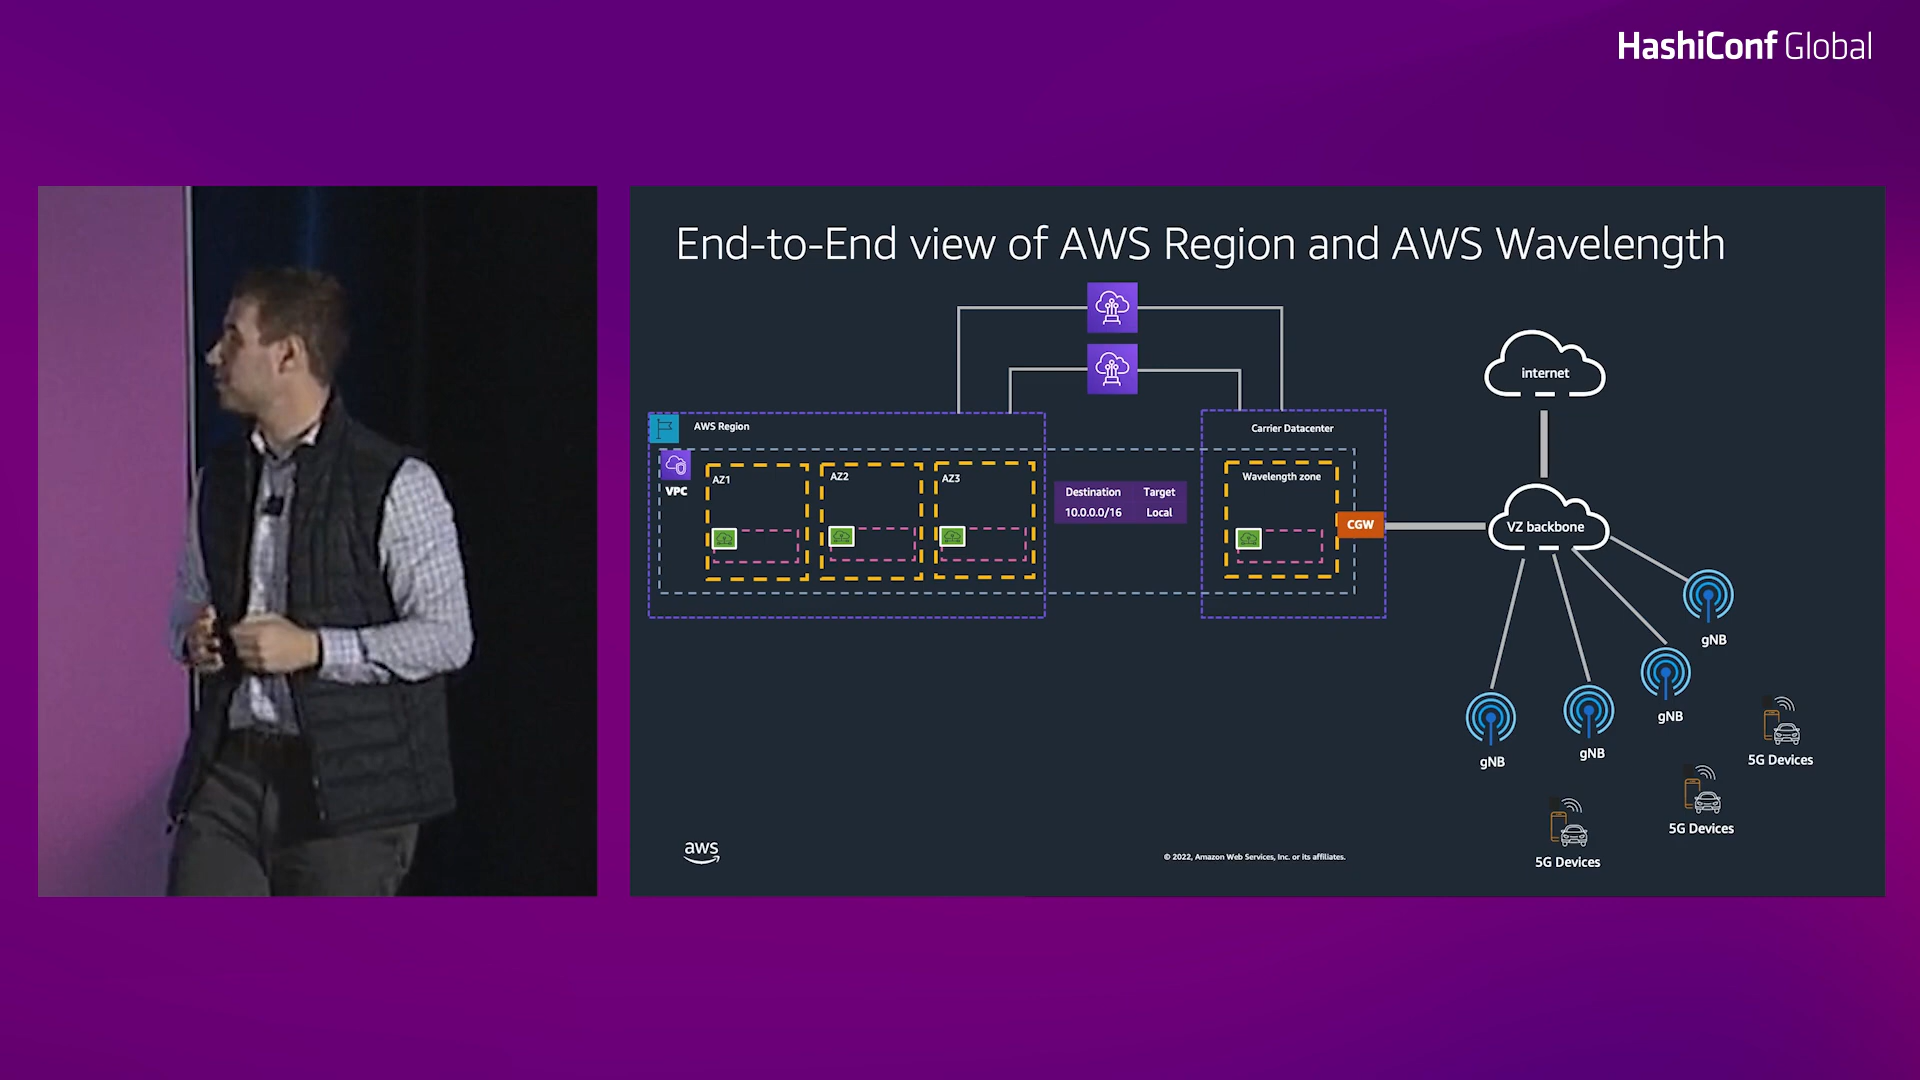 HashiConf Global
End-to-End view of AWS Region and AWS Wavelength
internet
AWS Region
Carrier Datacenter
VPC
AZ1
AZ2
AZ3
Destination Target
10.0.0.0/16 Local
Wavelength zone
CGW
VZ backbone
gNB
gNB
gNB
gNB
5G Devices
5G Devices
5G Devices
aws
© 2022, Amazon Web Services, Inc. or its affiliates.